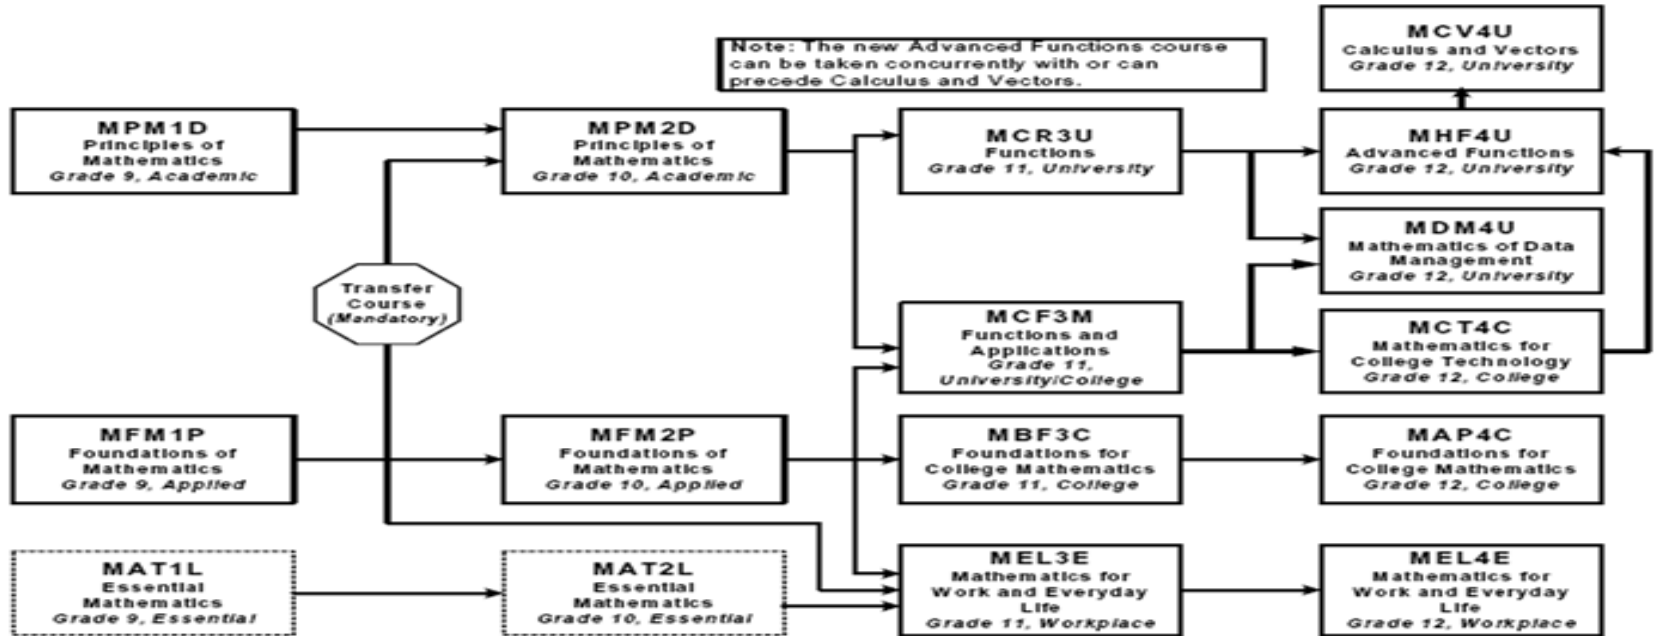 Note: The new Advanced Functions course
can be taken concurrently with or can
precede Calculus and Vectors.
MCV4U
Calculus and Vectors
Grade 12, University
MPM1D
Principles of
Mathematics
Grade 9, Academic
MPM2D
Principles of
Mathematics
Grade 10, Academic
MCR3U
Functions
Grade 11, University
MHF4U
Advanced Functions
Grade 12, University
MDM4U
Mathematics of Data
Management
Grade 12, University
Transfer
Course
(Mandatory)
MCF3M
Functions and
Applications
Grade 11,
University/College
MCT4C
Mathematics for
College Technology
Grade 12, College
MFM1P
Foundations of
Mathematics
Grade 9, Applied
MFM2P
Foundations of
Mathematics
Grade 10, Applied
MBF3C
Foundations for
College Mathematics
Grade 11, College
MAP4C
Foundations for
College Mathematics
Grade 12, College
MAT1L
Essential
Mathematics
Grade 9, Essential
MAT2L
Essential
Mathematics
Grade 10, Essential
MEL3E
Mathematics for
Work and Everyday
Life
Grade 11, Workplace
MEL4E
Mathematics for
Work and Everyday
Life
Grade 12, Workplace